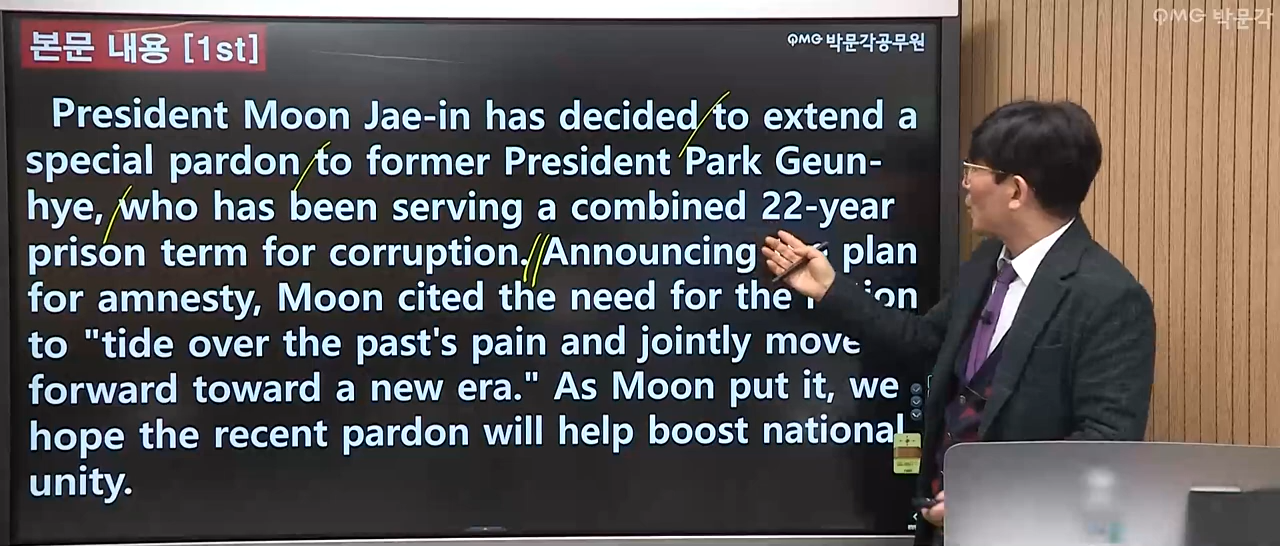 본문 내용 [1st]
QMG 박문각공무원
QMG 박문각
President Moon Jae-in has decided to extend a
special pardon to former President Park Geun-
hye, who has been serving a combined 22-year
prison term for corruption. Announcing plan
for amnesty, Moon cited the need for the
to "tide over the past's pain and jointly move
forward toward a new era." As Moon put it, we
hope the recent pardon will help boost national
unity.